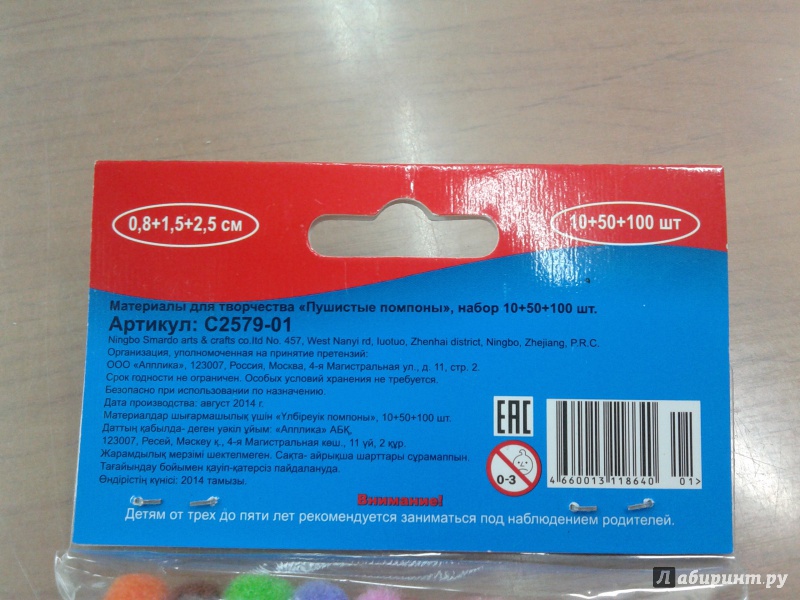 0,8+1,5+2,5 см
10+50+100 шт
Материалы для творчества «Пушистые помпоны», набор 10+50+100 шт.
Артикул: С2579-01
Ningbo Smardo arts & crafts co.ltd No. 457, West Nanyi rd, luotuo, Zhenhai district, Ningbo, Zhejiang, P.R.C.
Организация, уполномоченная на принятие претензий:
ООО «Апплика», 123007, Россия, Москва, 4-я Магистральная ул., д. 11, стр. 2.
Срок годности не ограничен. Особых условий хранения не требуется.
Безопасно при использовании по назначению.
Дата производства: август 2014 г.
Материалдар шығармашылық үшін «Үлбіреуік помпоны», 10+50+100 шт.
Даттың қабылда- деген уәкіл ұйым: «Апплика» АБҚ,
123007, Ресей, Мәскеу қ., 4-я Магистральная көш., 11 үй, 2 құр.
Жарамдылық мерзімі шектелмеген. Сақта- айрықша шарттары сұрамаппын.
Тағайындау бойымен қауіп-қатерсіз пайдалануда.
Өндірістің күнісі: 2014 тамызы.
EAC
0-3
4 660013 118640 01>
Внимание!
Детям от трех до пяти лет рекомендуется заниматься под наблюдением родителей.
Лабиринт.ру